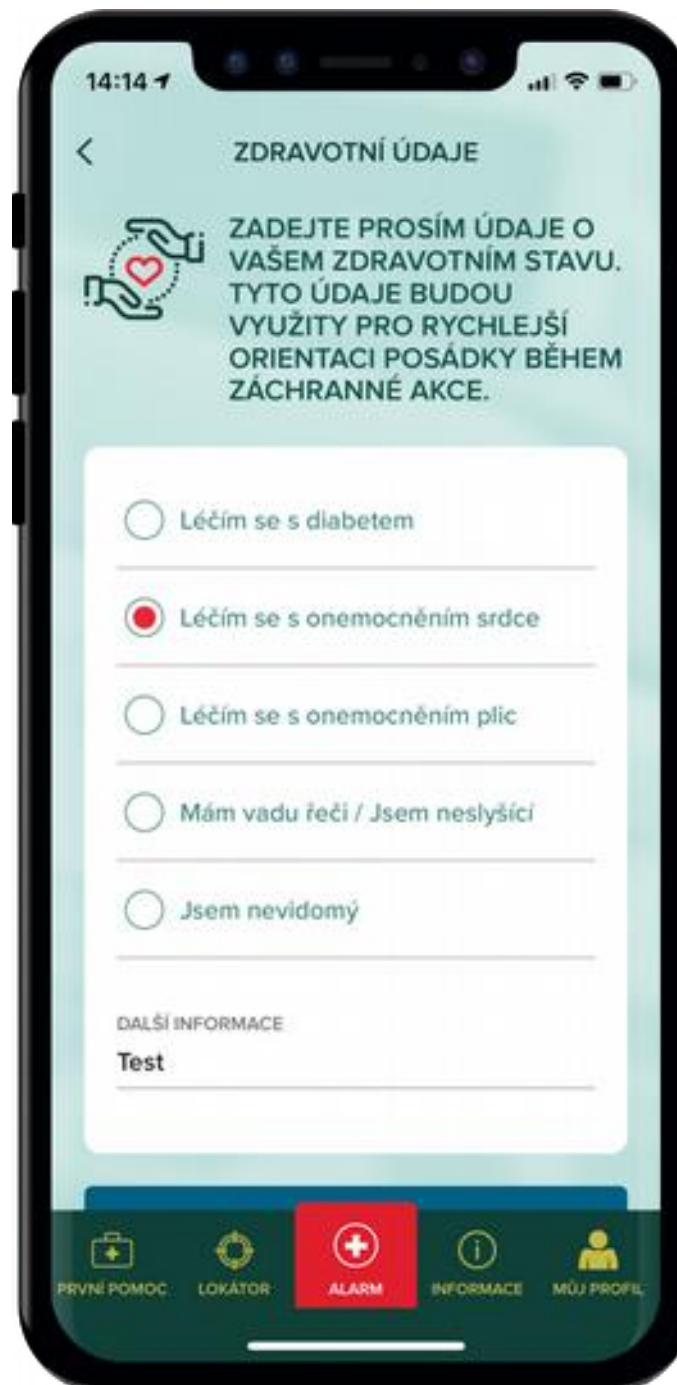 14:14
ZDRAVOTNÍ ÚDAJE
ZADEJTE PROSÍM ÚDAJE O
VAŠEM ZDRAVOTNÍM STAVU.
TYTO ÚDAJE BUDOU
VYUŽITY PRO RYCHLEJŠÍ
ORIENTACI POSÁDKY BĚHEM
ZÁCHRANNÉ AKCE.
Léčím se s diabetem
Léčím se s onemocněním srdce
Léčím se s onemocněním plic
Mám vadu řeči / Jsem neslyšící
Jsem nevidomý
DALŠÍ INFORMACE
Test
PRVNÍ POMOC LOKÁTOR ALARM INFORMACE MŮJ PROFIL